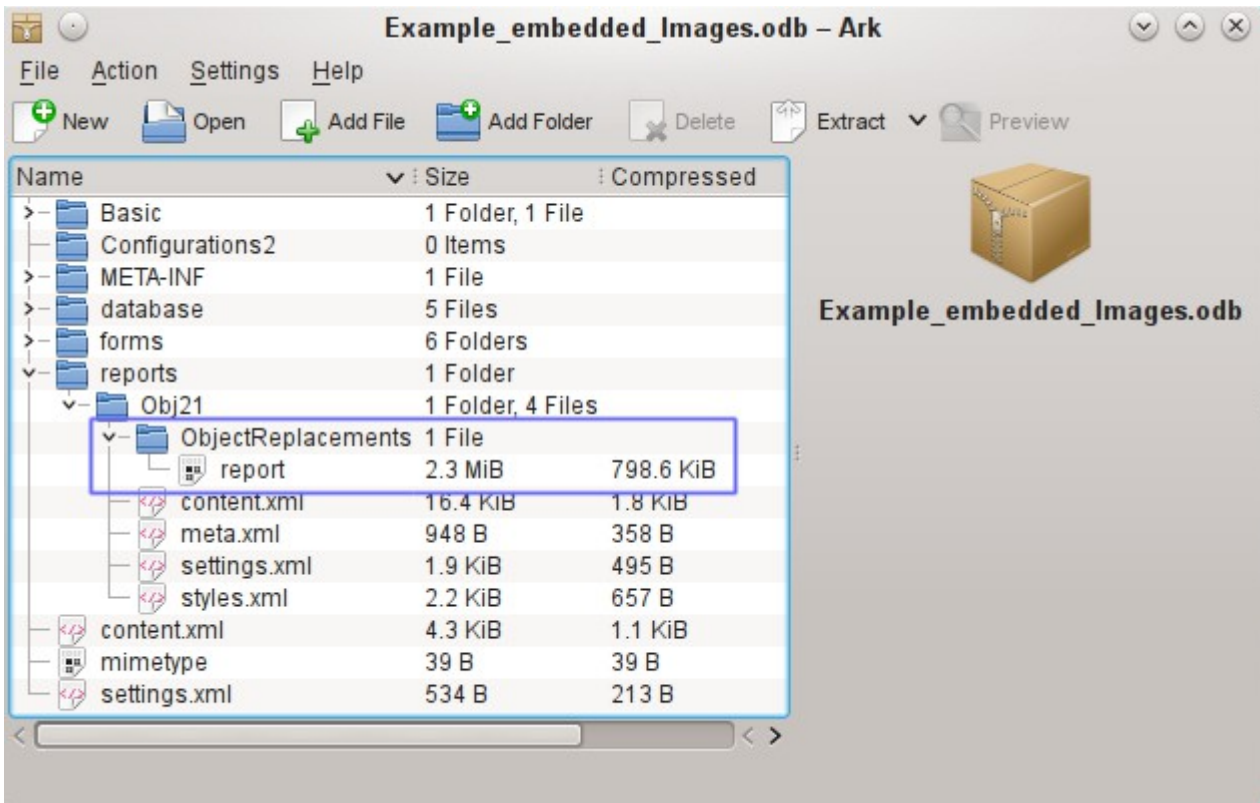 Example_embedded_Images.odb – Ark
File Action Settings Help
New Open Add File Add Folder Delete Extract Preview
Name Size Compressed
Basic 1 Folder, 1 File
Configurations2 0 Items
META-INF 1 File
database 5 Files
forms 6 Folders
reports 1 Folder
Obj21 1 Folder, 4 Files
ObjectReplacements 1 File
report 2.3 MiB 798.6 KiB
content.xml 16.4 KiB 1.8 KiB
meta.xml 948 B 358 B
settings.xml 1.9 KiB 495 B
styles.xml 2.2 KiB 657 B
content.xml 4.3 KiB 1.1 KiB
mimetype 39 B 39 B
settings.xml 534 B 213 B
Example_embedded_Images.odb